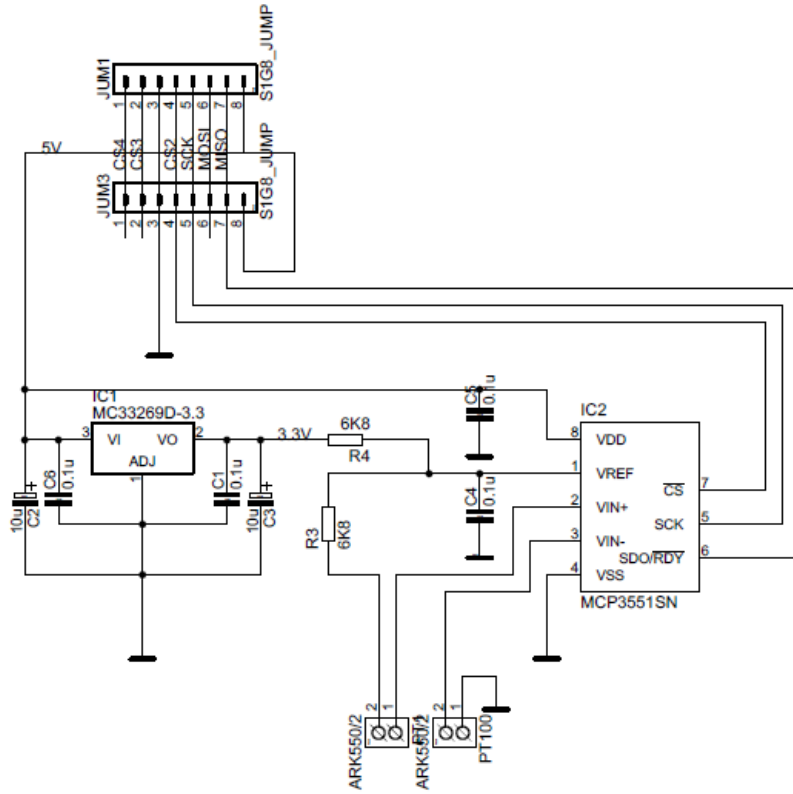 JUM1
S1G8_JUMP
1 2 3 4 5 6 7 8
5V
CS4 CS3 CS2 SCK MOSI MISO
JUM3
S1G8_JUMP
1 2 3 4 5 6 7 8
IC1
MC33269D-3.3
3 VI VO 2
ADJ
1
3.3V
6K8
R4
C5
0.1u
IC2
8 VDD
1 VREF
2 VIN+
3 VIN-
4 VSS
CS 7
SCK 5
SDO/RDY 6
MCP3551SN
10u
C2
+
C6
0.1u
C1
0.1u
10u
C3
+
R3
6K8
C4
0.1u
ARK550/2
2 1
ARK550/2
2 1
PT100